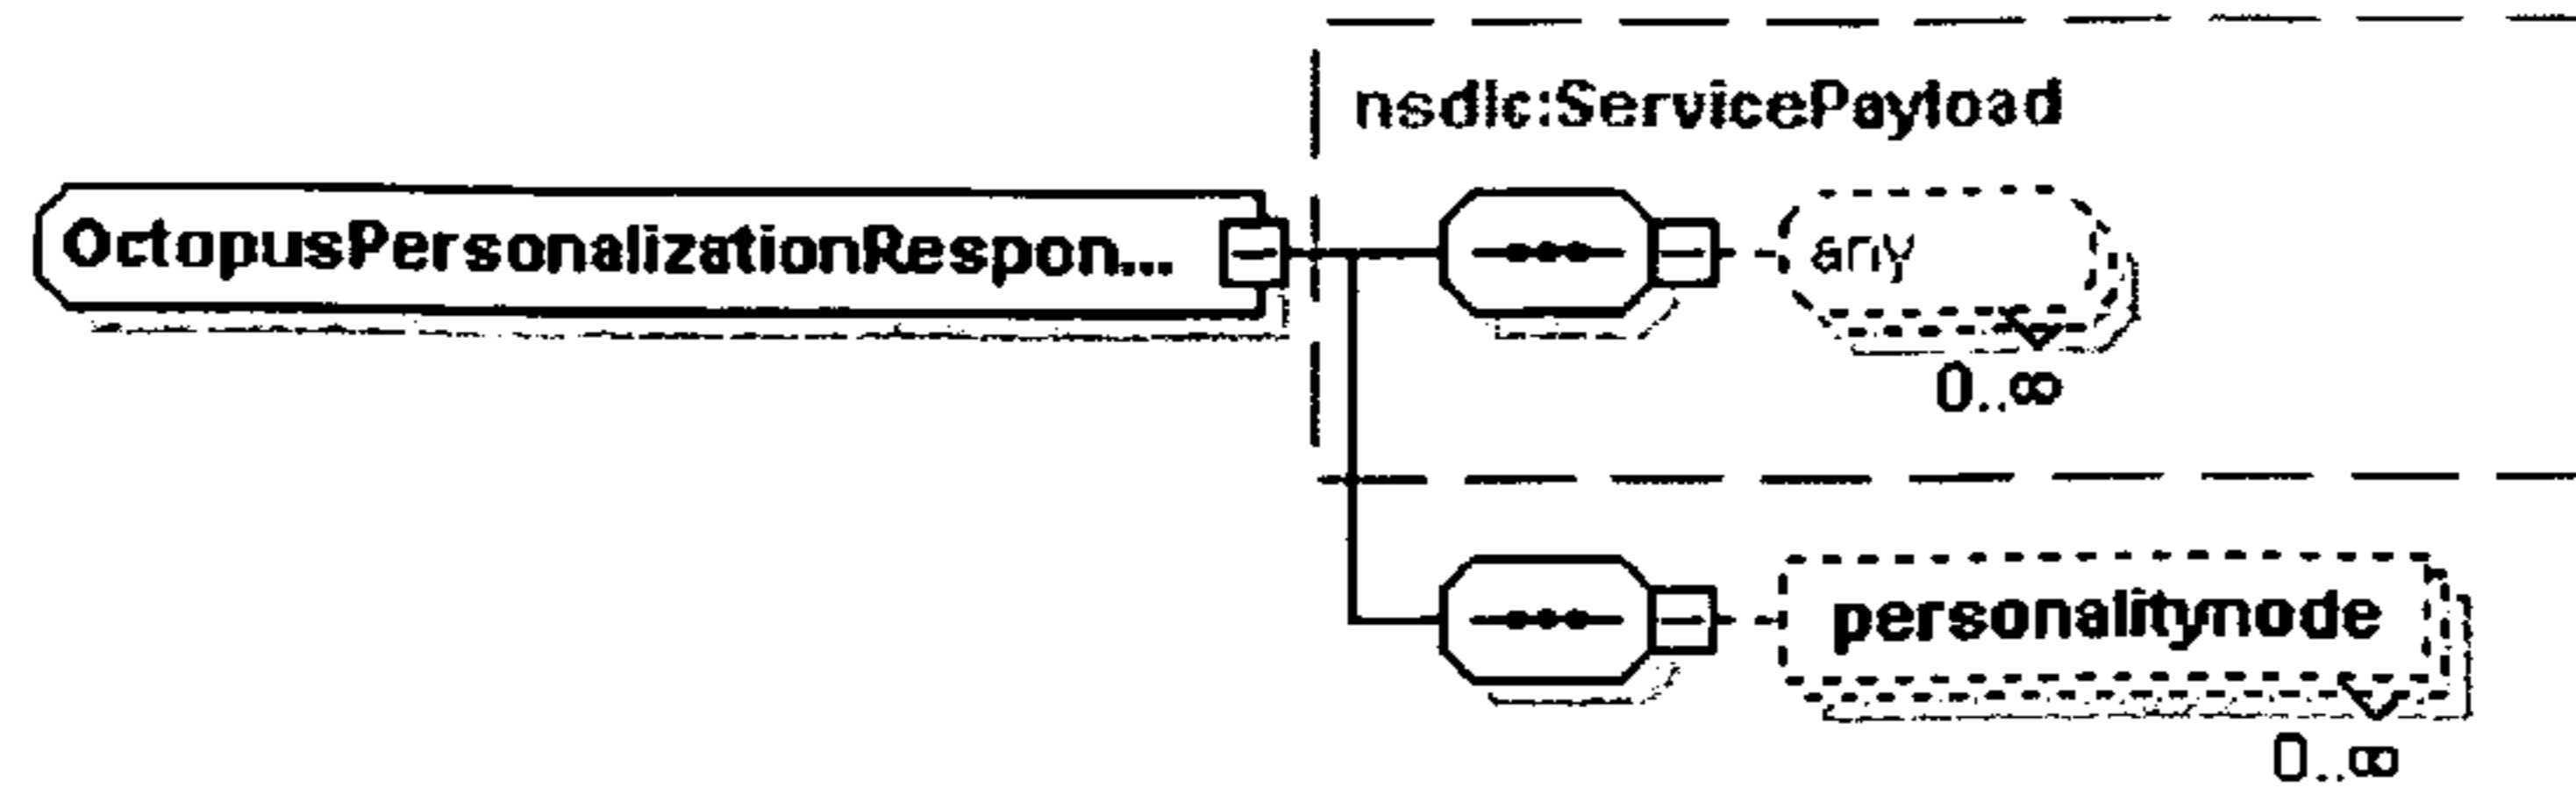 nsdlc:ServicePayload
OctopusPersonalizationRespon...
any
0..∞
personalitynode
0..∞